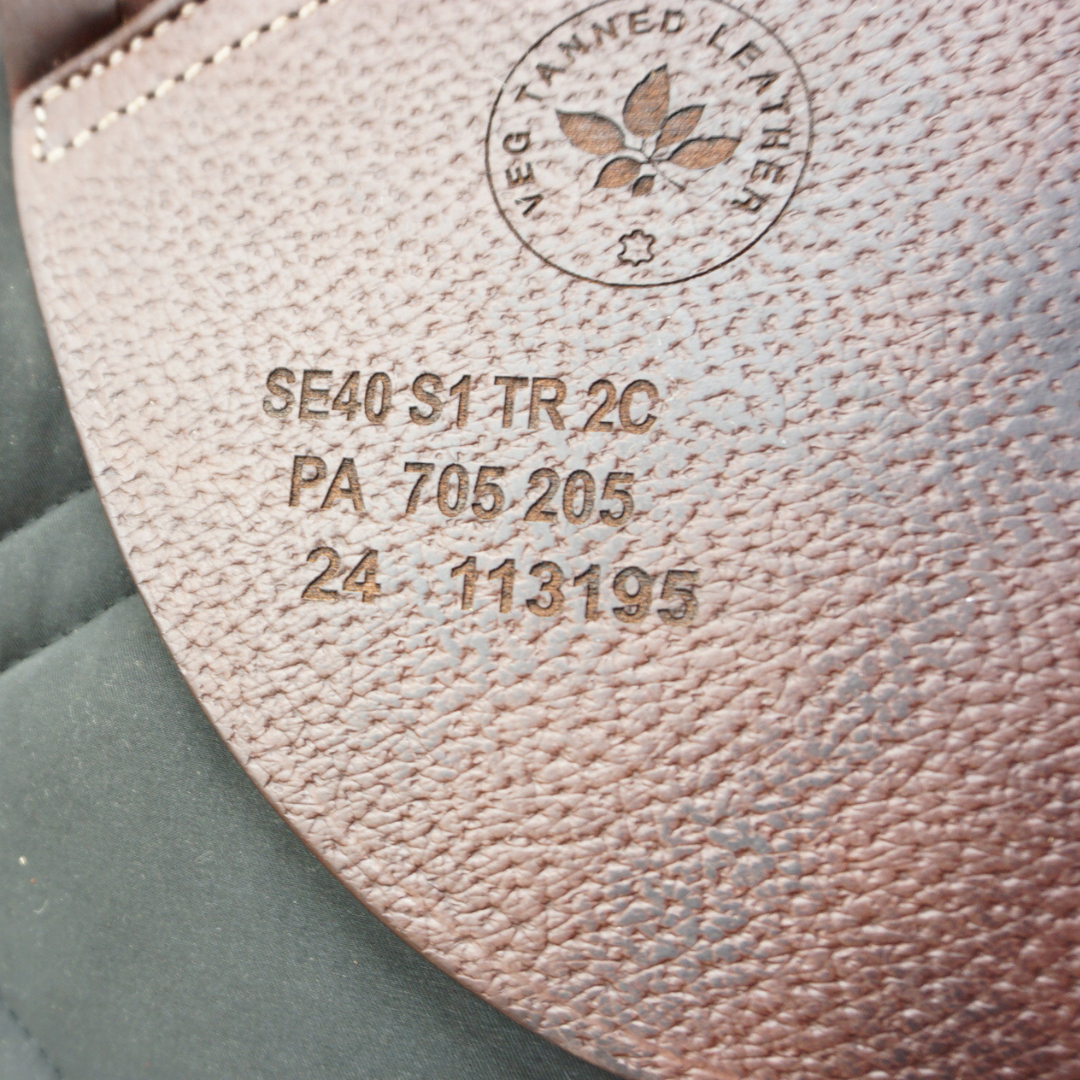 VEG TANNED LEATHER
SE40 S1 TR 2C
PA 705 205
24 113195